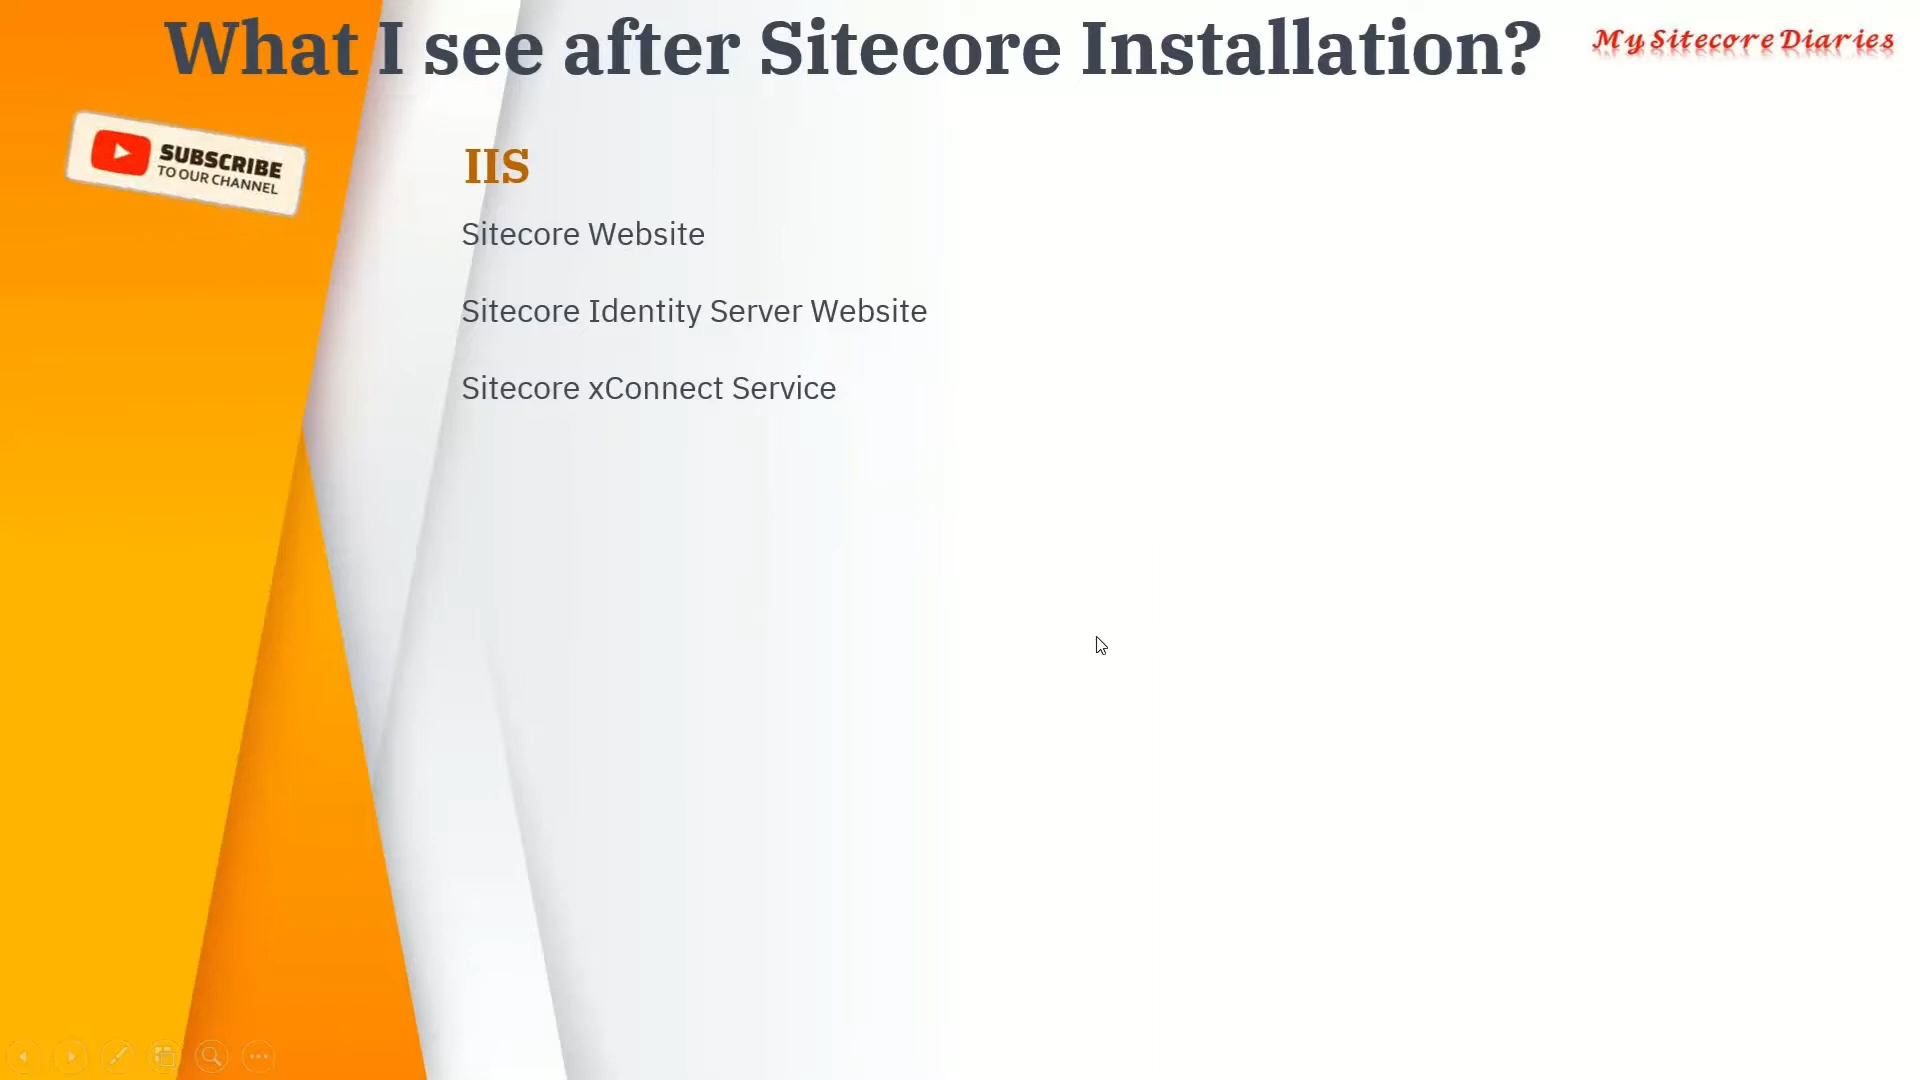 What I see after Sitecore Installation?
My Sitecore Diaries
SUBSCRIBE
TO OUR CHANNEL
IIS
Sitecore Website
Sitecore Identity Server Website
Sitecore xConnect Service